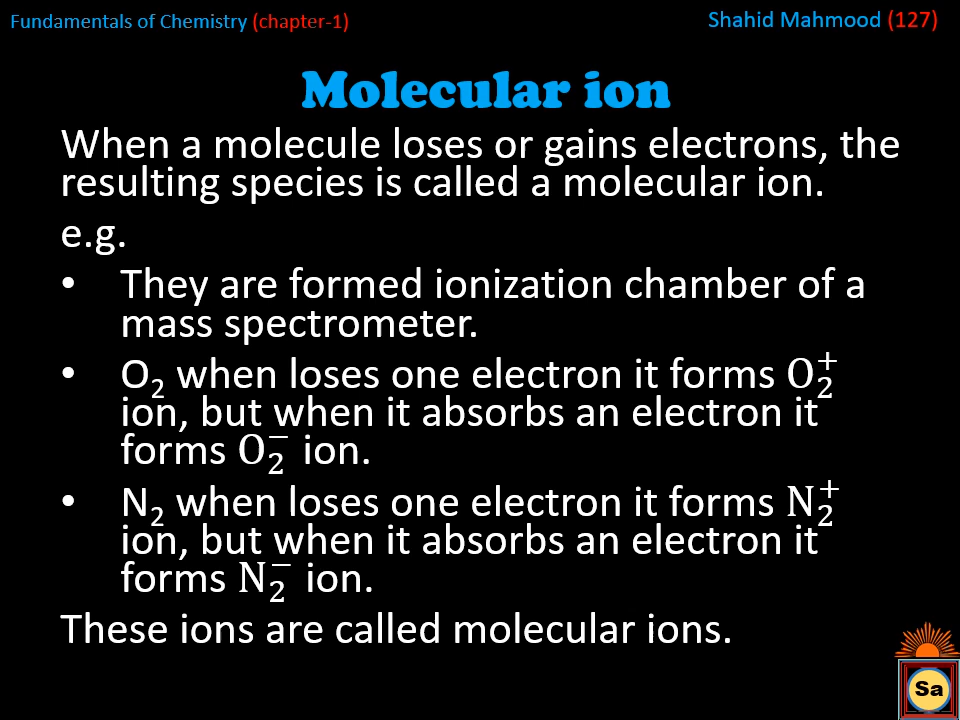 Fundamentals of Chemistry (chapter-1)
Shahid Mahmood (127)
Molecular ion
When a molecule loses or gains electrons, the
resulting species is called a molecular ion.
e.g.
• They are formed ionization chamber of a
mass spectrometer.
• O₂ when loses one electron it forms O₂⁺
ion, but when it absorbs an electron it
forms O₂⁻ ion.
• N₂ when loses one electron it forms N₂⁺
ion, but when it absorbs an electron it
forms N₂⁻ ion.
These ions are called molecular ions.
Sa